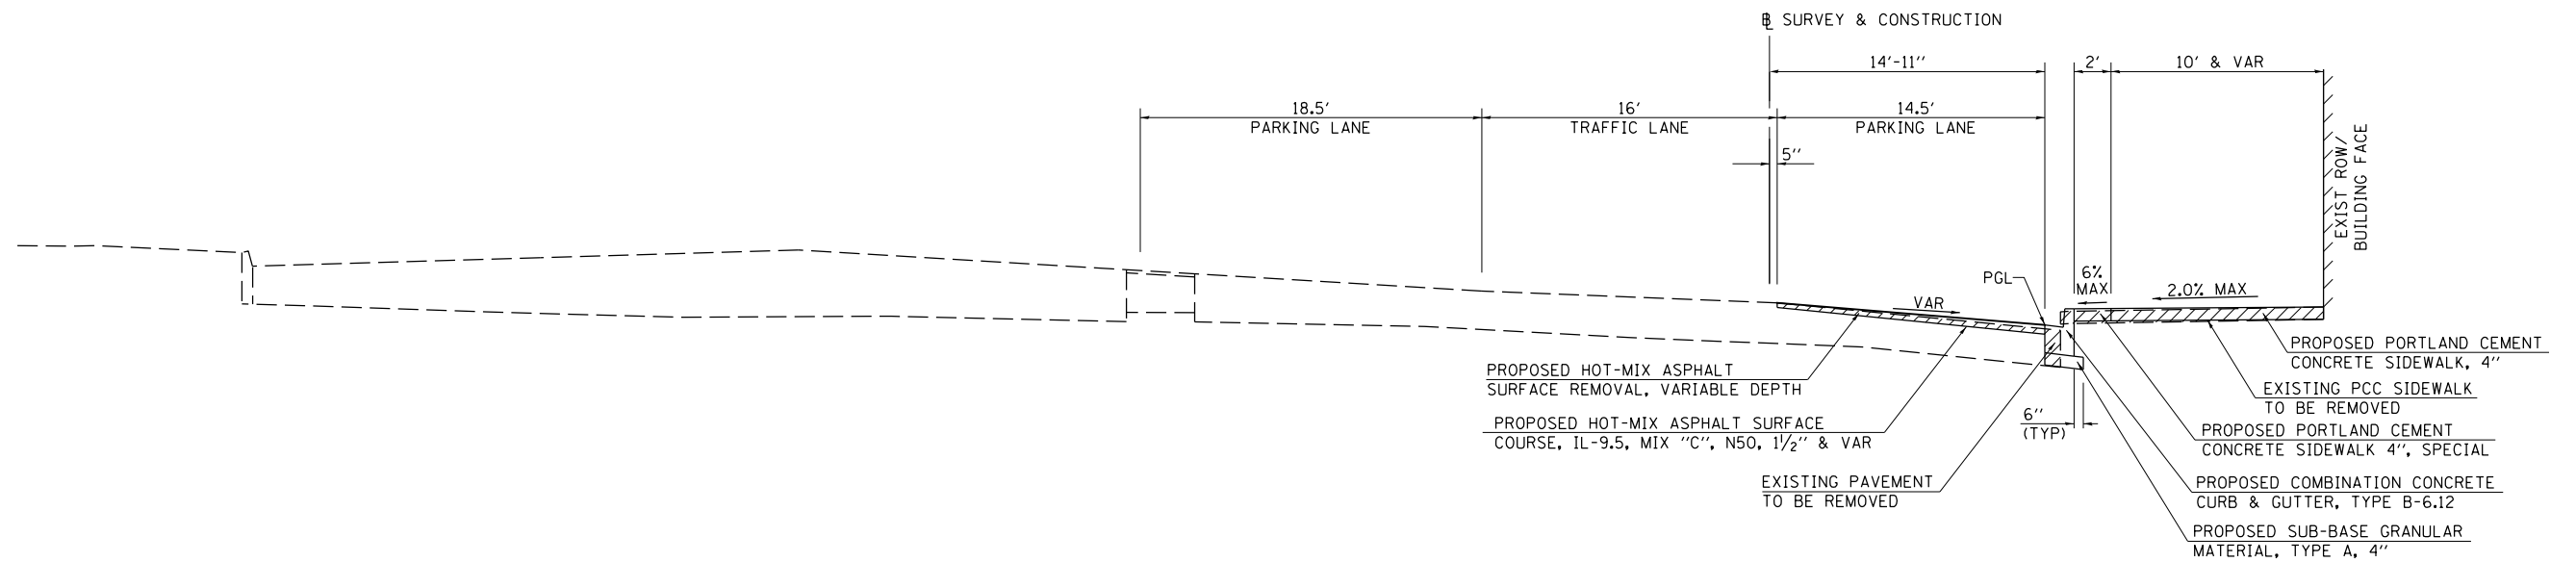 ℄ SURVEY & CONSTRUCTION
14'-11"
2'
10' & VAR
18.5'
PARKING LANE
16'
TRAFFIC LANE
14.5'
PARKING LANE
5"
EXIST ROW/
BUILDING FACE
PGL
VAR
6%
MAX
2.0% MAX
PROPOSED HOT-MIX ASPHALT
SURFACE REMOVAL, VARIABLE DEPTH
PROPOSED HOT-MIX ASPHALT SURFACE
COURSE, IL-9.5, MIX "C", N50, 1 1/2" & VAR
EXISTING PAVEMENT
TO BE REMOVED
6"
(TYP)
PROPOSED PORTLAND CEMENT
CONCRETE SIDEWALK, 4"
EXISTING PCC SIDEWALK
TO BE REMOVED
PROPOSED PORTLAND CEMENT
CONCRETE SIDEWALK 4", SPECIAL
PROPOSED COMBINATION CONCRETE
CURB & GUTTER, TYPE B-6.12
PROPOSED SUB-BASE GRANULAR
MATERIAL, TYPE A, 4"